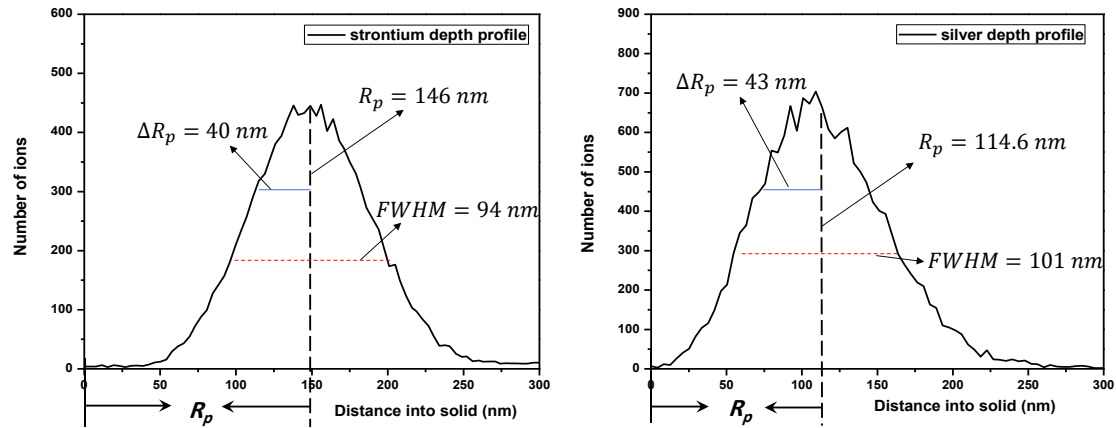 strontium depth profile
Number of ions
600
500
400
300
200
100
0
R_p = 146 nm
ΔR_p = 40 nm
FWHM = 94 nm
0 50 100 150 200 250 300
R_p
Distance into solid (nm)
silver depth profile
Number of ions
900
800
700
600
500
400
300
200
100
0
ΔR_p = 43 nm
R_p = 114.6 nm
FWHM = 101 nm
0 50 100 150 200 250 300
R_p
Distance into solid (nm)